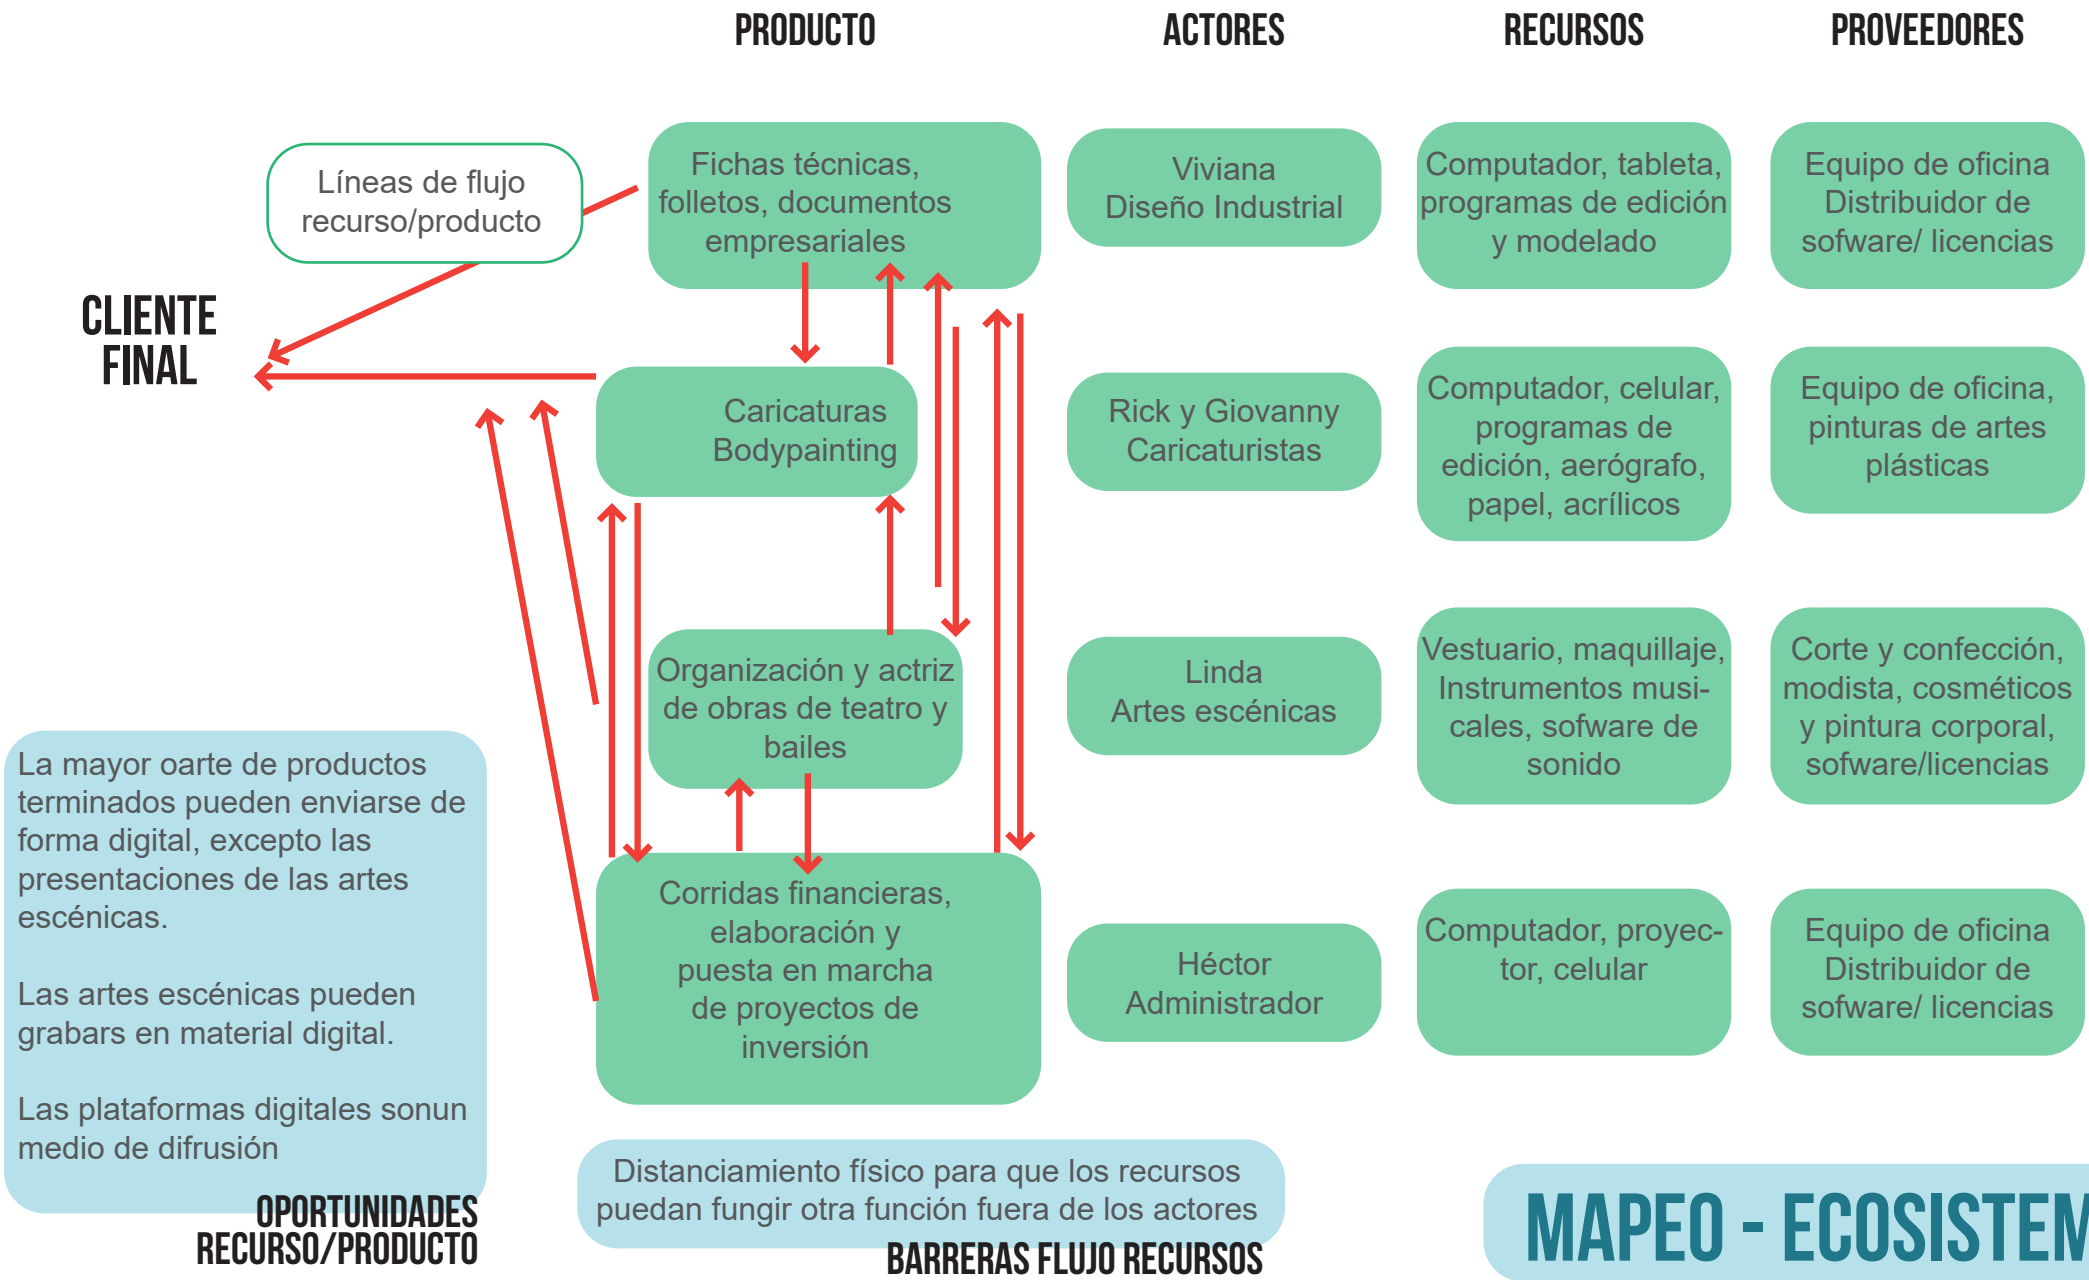 PRODUCTO
ACTORES
RECURSOS
PROVEEDORES
Líneas de flujo
recurso/producto
CLIENTE
FINAL
Fichas técnicas,
folletos, documentos
empresariales
Viviana
Diseño Industrial
Computador, tableta,
programas de edición
y modelado
Equipo de oficina
Distribuidor de
sofware/ licencias
Caricaturas
Bodypainting
Rick y Giovanny
Caricaturistas
Computador, celular,
programas de
edición, aerógrafo,
papel, acrílicos
Equipo de oficina,
pinturas de artes
plásticas
Organización y actriz
de obras de teatro y
bailes
Linda
Artes escénicas
Vestuario, maquillaje,
Instrumentos musi-
cales, sofware de
sonido
Corte y confección,
modista, cosméticos
y pintura corporal,
sofware/licencias
Corridas financieras,
elaboración y
puesta en marcha
de proyectos de
inversión
Héctor
Administrador
Computador, proyec-
tor, celular
Equipo de oficina
Distribuidor de
sofware/ licencias
La mayor oarte de productos
terminados pueden enviarse de
forma digital, excepto las
presentaciones de las artes
escénicas.
Las artes escénicas pueden
grabars en material digital.
Las plataformas digitales sonun
medio de difrusión
OPORTUNIDADES
RECURSO/PRODUCTO
Distanciamiento físico para que los recursos
puedan fungir otra función fuera de los actores
BARRERAS FLUJO RECURSOS
MAPEO - ECOSISTEM